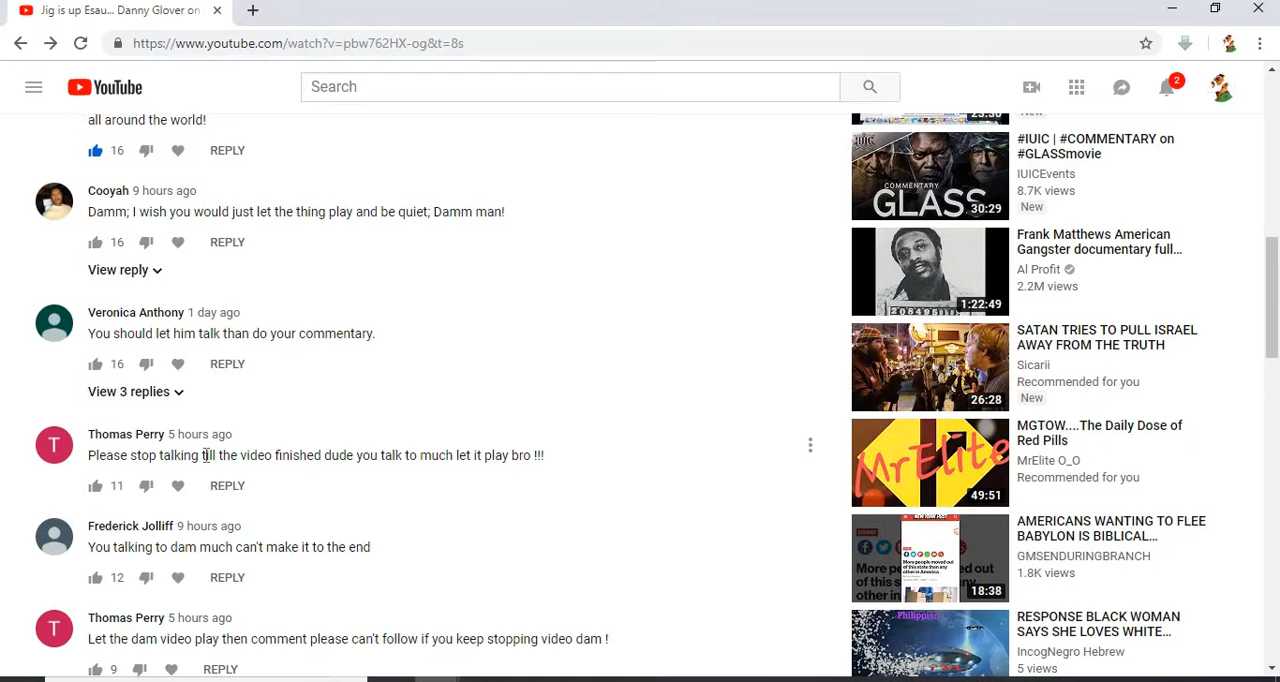 Jig is up Esau... Danny Glover on
https://www.youtube.com/watch?v=pbw762HX-og&t=8s
YouTube
Search
2
all around the world!
16
REPLY
Cooyah 9 hours ago
Damm; I wish you would just let the thing play and be quiet; Damm man!
16
REPLY
View reply
Veronica Anthony 1 day ago
You should let him talk than do your commentary.
16
REPLY
View 3 replies
T
Thomas Perry 5 hours ago
Please stop talking till the video finished dude you talk to much let it play bro !!!
11
REPLY
Frederick Jolliff 9 hours ago
You talking to dam much can't make it to the end
12
REPLY
T
Thomas Perry 5 hours ago
Let the dam video play then comment please can't follow if you keep stopping video dam !
9
REPLY
23:30
New
IUIC
COMMENTARY
GLASS
30:29
#IUIC | #COMMENTARY on
#GLASSmovie
IUICEvents
8.7K views
New
1:22:49
Frank Matthews American
Gangster documentary full...
Al Profit
2.2M views
26:28
SATAN TRIES TO PULL ISRAEL
AWAY FROM THE TRUTH
Sicarii
Recommended for you
New
MrElite
49:51
MGTOW....The Daily Dose of
Red Pills
MrElite O_O
Recommended for you
18:38
AMERICANS WANTING TO FLEE
BABYLON IS BIBLICAL...
GMSENDURINGBRANCH
1.8K views
Philippian
RESPONSE BLACK WOMAN
SAYS SHE LOVES WHITE...
IncogNegro Hebrew
5 views